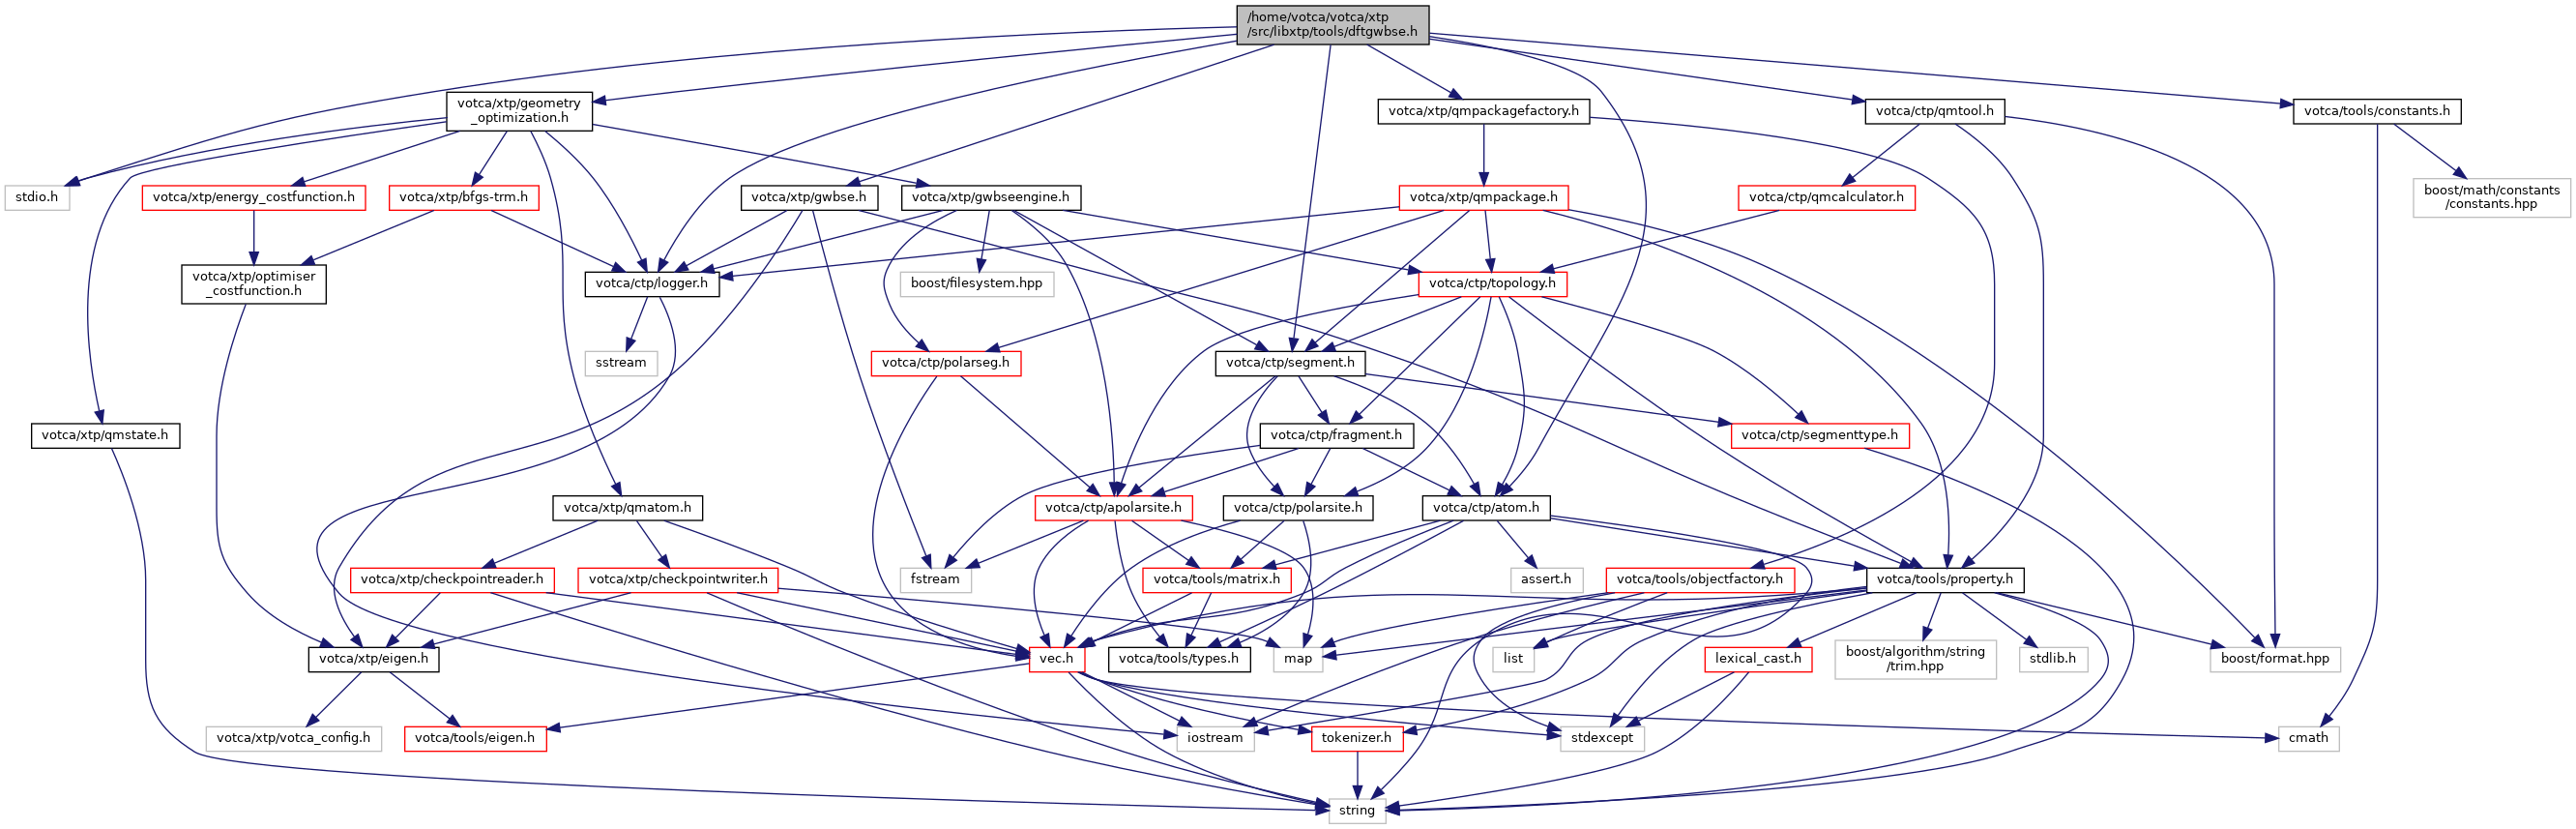 /home/votca/votca/xtp
/src/libxtp/tools/dftgwbse.h
votca/xtp/geometry
_optimization.h
votca/xtp/qmpackagefactory.h
votca/ctp/qmtool.h
votca/tools/constants.h
stdio.h
votca/xtp/energy_costfunction.h
votca/xtp/bfgs-trm.h
votca/xtp/gwbse.h
votca/xtp/gwbseengine.h
votca/xtp/qmpackage.h
votca/ctp/qmcalculator.h
boost/math/constants
/constants.hpp
votca/xtp/optimiser
_costfunction.h
votca/ctp/logger.h
boost/filesystem.hpp
votca/ctp/topology.h
sstream
votca/ctp/polarseg.h
votca/ctp/segment.h
votca/xtp/qmstate.h
votca/ctp/fragment.h
votca/ctp/segmenttype.h
votca/xtp/qmatom.h
votca/ctp/apolarsite.h
votca/ctp/polarsite.h
votca/ctp/atom.h
votca/xtp/checkpointreader.h
votca/xtp/checkpointwriter.h
fstream
votca/tools/matrix.h
assert.h
votca/tools/objectfactory.h
votca/tools/property.h
votca/xtp/eigen.h
vec.h
votca/tools/types.h
map
list
lexical_cast.h
boost/algorithm/string
/trim.hpp
stdlib.h
boost/format.hpp
votca/xtp/votca_config.h
votca/tools/eigen.h
iostream
tokenizer.h
stdexcept
cmath
string